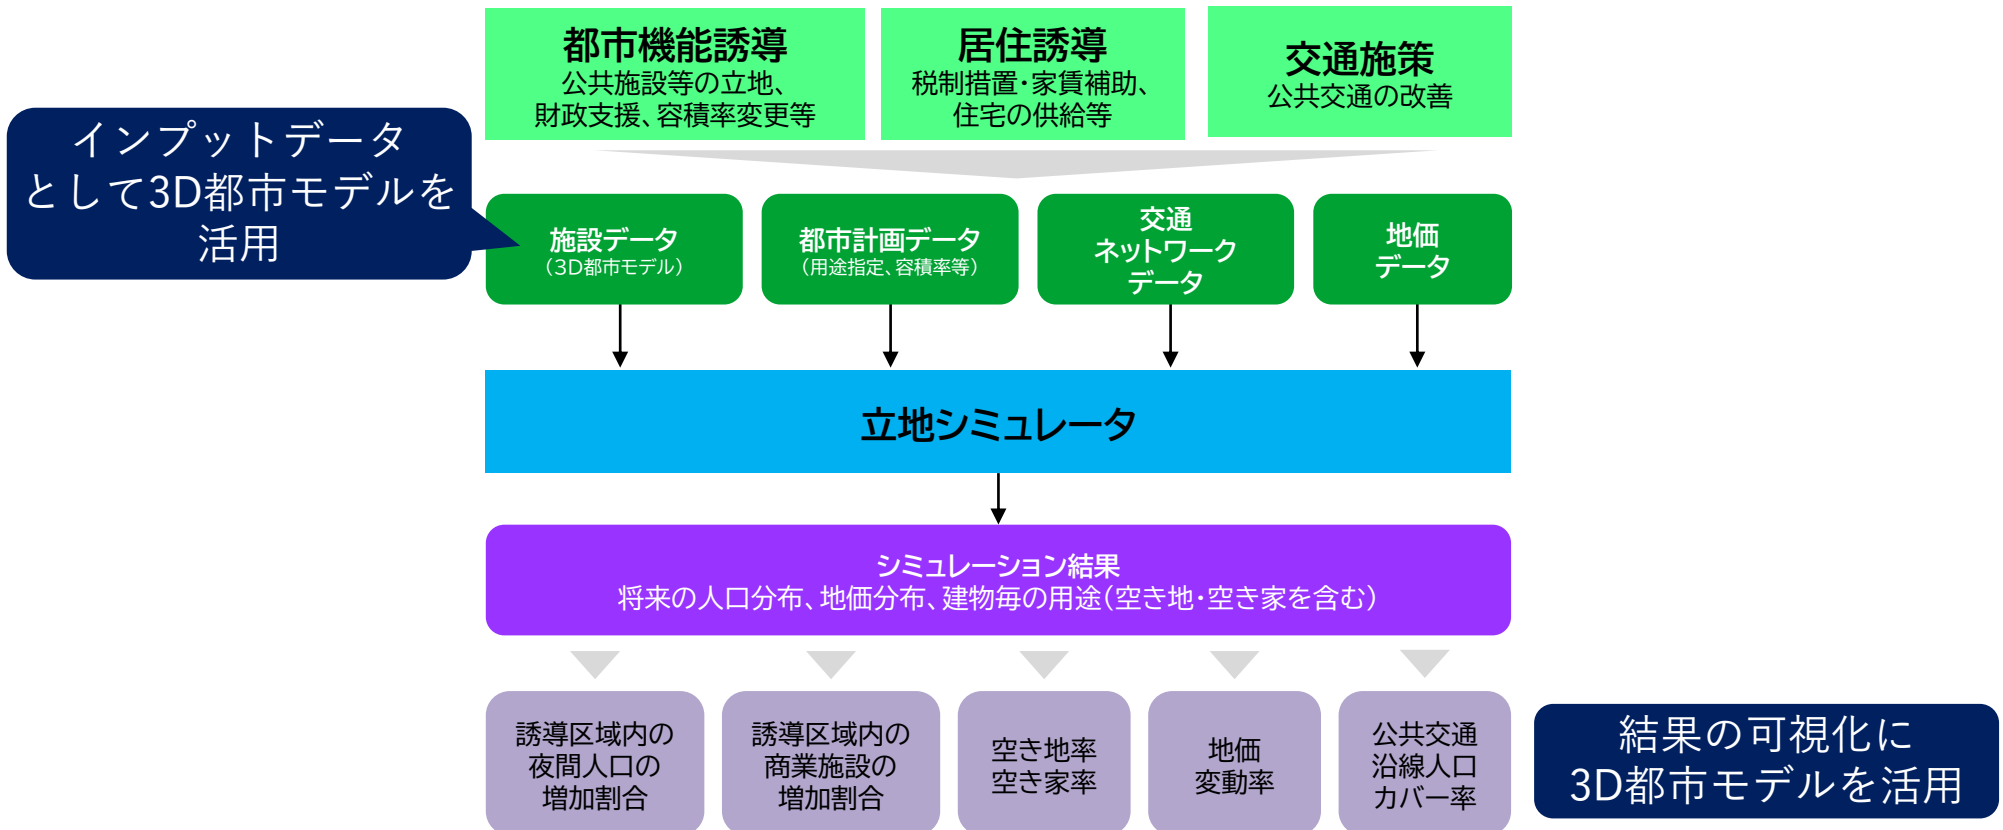 都市機能誘導
公共施設等の立地、
財政支援、容積率変更等
居住誘導
税制措置・家賃補助、
住宅の供給等
交通施策
公共交通の改善
インプットデータ
として3D都市モデルを
活用
施設データ
（3D都市モデル）
都市計画データ
（用途指定、容積率等）
交通
ネットワーク
データ
地価
データ
立地シミュレータ
シミュレーション結果
将来の人口分布、地価分布、建物毎の用途（空き地・空き家を含む）
誘導区域内の
夜間人口の
増加割合
誘導区域内の
商業施設の
増加割合
空き地率
空き家率
地価
変動率
公共交通
沿線人口
カバー率
結果の可視化に
3D都市モデルを活用